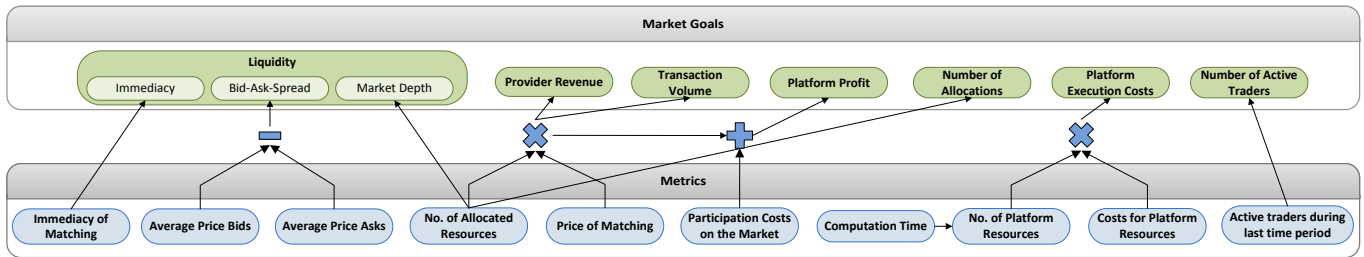 Market Goals
Liquidity
Immediacy
Bid-Ask-Spread
Market Depth
Provider Revenue
Transaction
Volume
Platform Profit
Number of
Allocations
Platform
Execution Costs
Number of Active
Traders
Metrics
Immediacy of
Matching
Average Price Bids
Average Price Asks
No. of Allocated
Resources
Price of Matching
Participation Costs
on the Market
Computation Time
No. of Platform
Resources
Costs for Platform
Resources
Active traders during
last time period